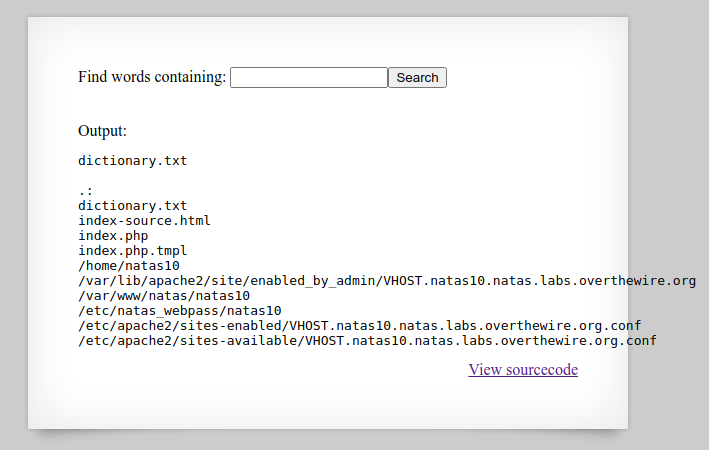 Find words containing: Search
Output:
dictionary.txt
.:
dictionary.txt
index-source.html
index.php
index.php.tmpl
/home/natas10
/var/lib/apache2/site/enabled_by_admin/VHOST.natas10.natas.labs.overthewire.org
/var/www/natas/natas10
/etc/natas_webpass/natas10
/etc/apache2/sites-enabled/VHOST.natas10.natas.labs.overthewire.org.conf
/etc/apache2/sites-available/VHOST.natas10.natas.labs.overthewire.org.conf
View sourcecode